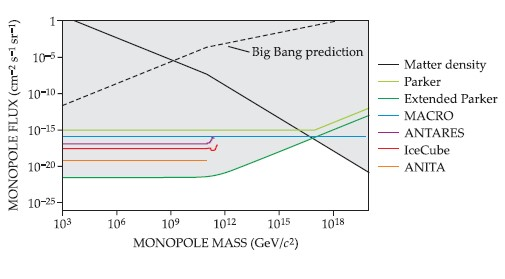 MONOPOLE FLUX (cm⁻² s⁻¹ sr⁻¹)
1
10⁻⁵
10⁻¹⁰
10⁻¹⁵
10⁻²⁰
10⁻²⁵
Big Bang prediction
Matter density
Parker
Extended Parker
MACRO
ANTARES
IceCube
ANITA
10³ 10⁶ 10⁹ 10¹² 10¹⁵ 10¹⁸
MONOPOLE MASS (GeV/c²)